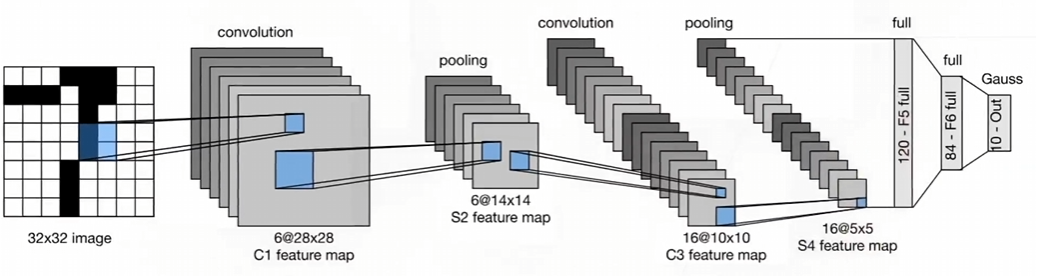 convolution
pooling
convolution
pooling
full
full
Gauss
120 - F5 full
84 - F6 full
10 - Out
32x32 image
6@28x28
C1 feature map
6@14x14
S2 feature map
16@10x10
C3 feature map
16@5x5
S4 feature map